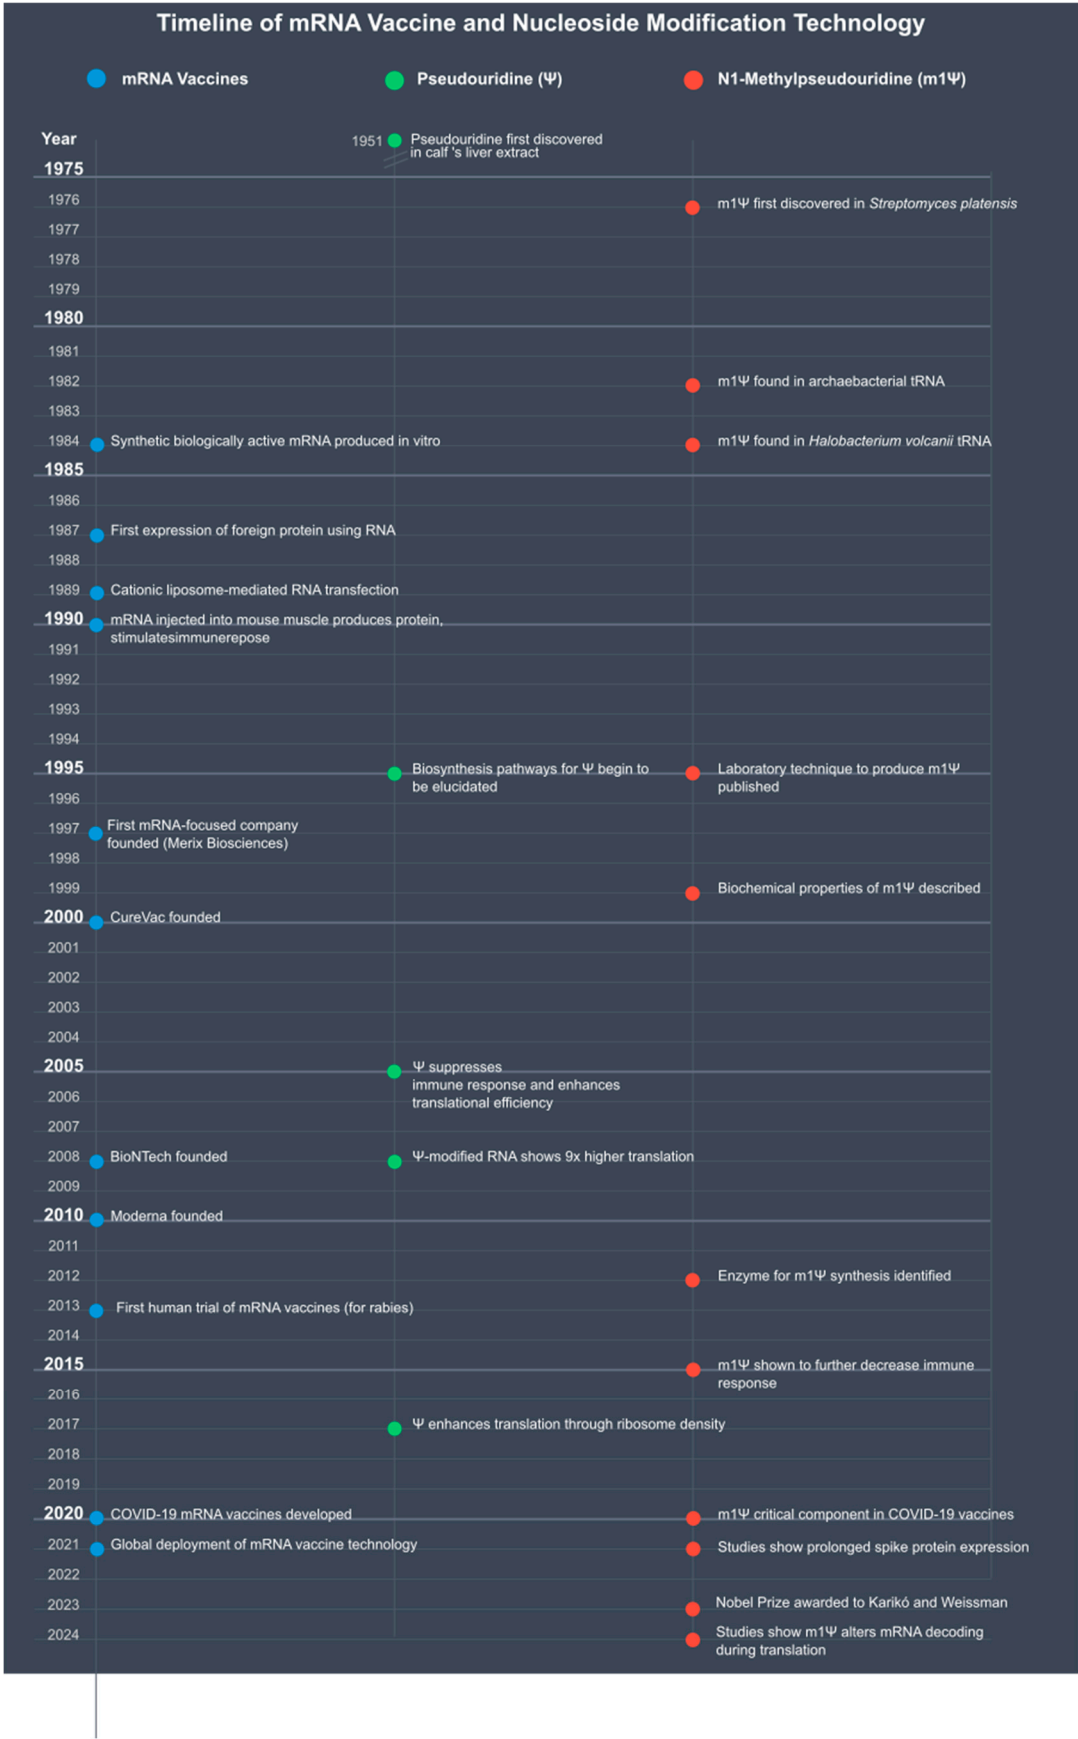 Timeline of mRNA Vaccine and Nucleoside Modification Technology
mRNA Vaccines
Pseudouridine (Ψ)
N1-Methylpseudouridine (m1Ψ)
Year
1951
Pseudouridine first discovered
in calf 's liver extract
1975
1976
m1Ψ first discovered in Streptomyces platensis
1977
1978
1979
1980
1981
1982
m1Ψ found in archaebacterial tRNA
1983
1984
Synthetic biologically active mRNA produced in vitro
m1Ψ found in Halobacterium volcanii tRNA
1985
1986
1987
First expression of foreign protein using RNA
1988
1989
Cationic liposome-mediated RNA transfection
1990
mRNA injected into mouse muscle produces protein,
stimulatesimmunerepose
1991
1992
1993
1994
1995
Biosynthesis pathways for Ψ begin to
be elucidated
Laboratory technique to produce m1Ψ
published
1996
1997
First mRNA-focused company
founded (Merix Biosciences)
1998
1999
Biochemical properties of m1Ψ described
2000
CureVac founded
2001
2002
2003
2004
2005
Ψ suppresses
immune response and enhances
translational efficiency
2006
2007
2008
BioNTech founded
Ψ-modified RNA shows 9x higher translation
2009
2010
Moderna founded
2011
2012
Enzyme for m1Ψ synthesis identified
2013
First human trial of mRNA vaccines (for rabies)
2014
2015
m1Ψ shown to further decrease immune
response
2016
2017
Ψ enhances translation through ribosome density
2018
2019
2020
COVID-19 mRNA vaccines developed
m1Ψ critical component in COVID-19 vaccines
2021
Global deployment of mRNA vaccine technology
Studies show prolonged spike protein expression
2022
2023
Nobel Prize awarded to Karikó and Weissman
2024
Studies show m1Ψ alters mRNA decoding
during translation